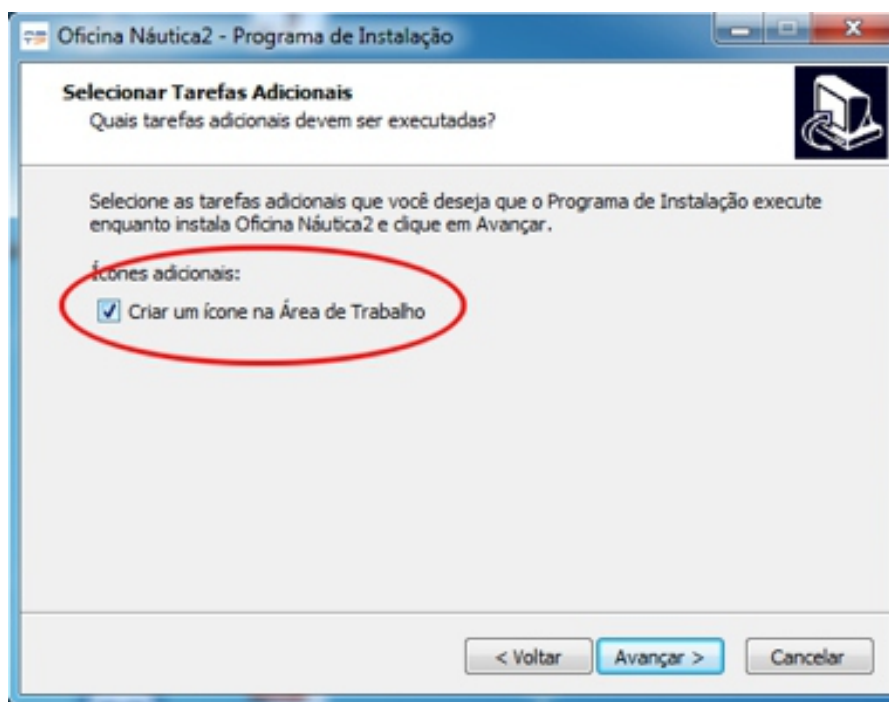 Oficina Náutica2 - Programa de Instalação
Selecionar Tarefas Adicionais
Quais tarefas adicionais devem ser executadas?
Selecione as tarefas adicionais que você deseja que o Programa de Instalação execute
enquanto instala Oficina Náutica2 e clique em Avançar.
Ícones adicionais:
Criar um ícone na Área de Trabalho
< Voltar
Avançar >
Cancelar